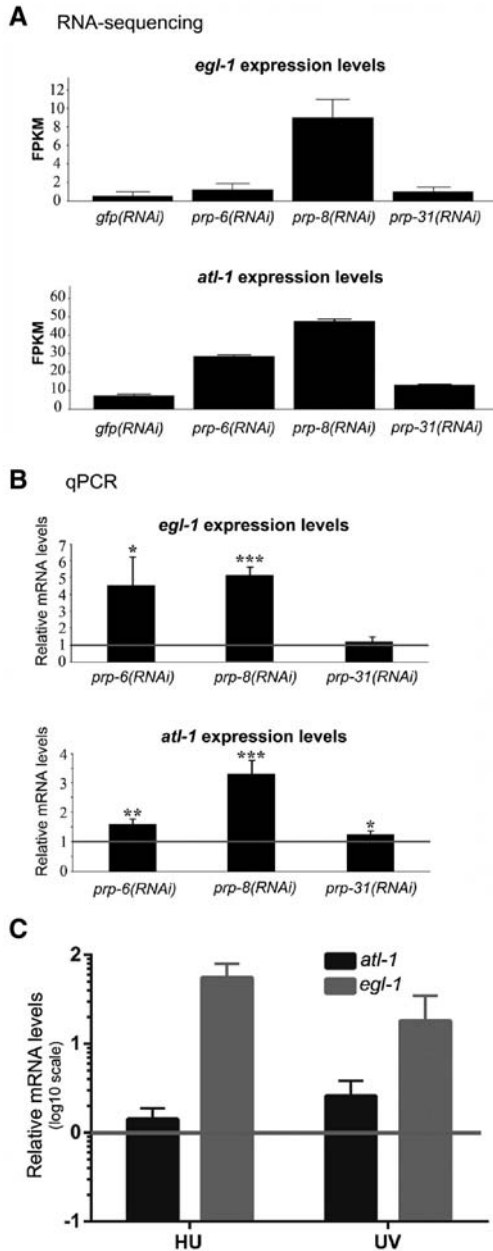 A RNA-sequencing
egl-1 expression levels
FPKM
12
10
8
6
4
2
0
gfp(RNAi) prp-6(RNAi) prp-8(RNAi) prp-31(RNAi)
atl-1 expression levels
FPKM
60
50
40
30
20
10
0
gfp(RNAi) prp-6(RNAi) prp-8(RNAi) prp-31(RNAi)
B qPCR
egl-1 expression levels
Relative mRNA levels
7
6
5
4
3
2
1
0
* ***
prp-6(RNAi) prp-8(RNAi) prp-31(RNAi)
atl-1 expression levels
Relative mRNA levels
4
3
2
1
0
** *** *
prp-6(RNAi) prp-8(RNAi) prp-31(RNAi)
C
Relative mRNA levels
(log10 scale)
2
1
0
-1
atl-1
egl-1
HU UV